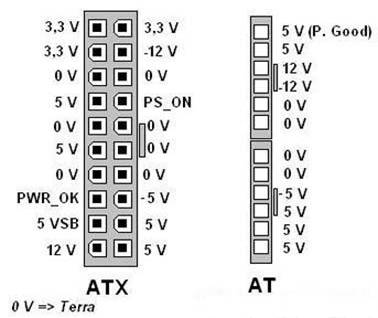 3,3 V 3,3 V 5 V (P. Good)
3,3 V -12 V 5 V
0 V 0 V 12 V
-12 V
5 V PS_ON 0 V
0 V 0 V 0 V
5 V 0 V 0 V
0 V 0 V 0 V
PWR_OK -5 V -5 V
5 VSB 5 V 5 V
5 V
12 V 5 V 5 V
ATX AT
0 V => Terra